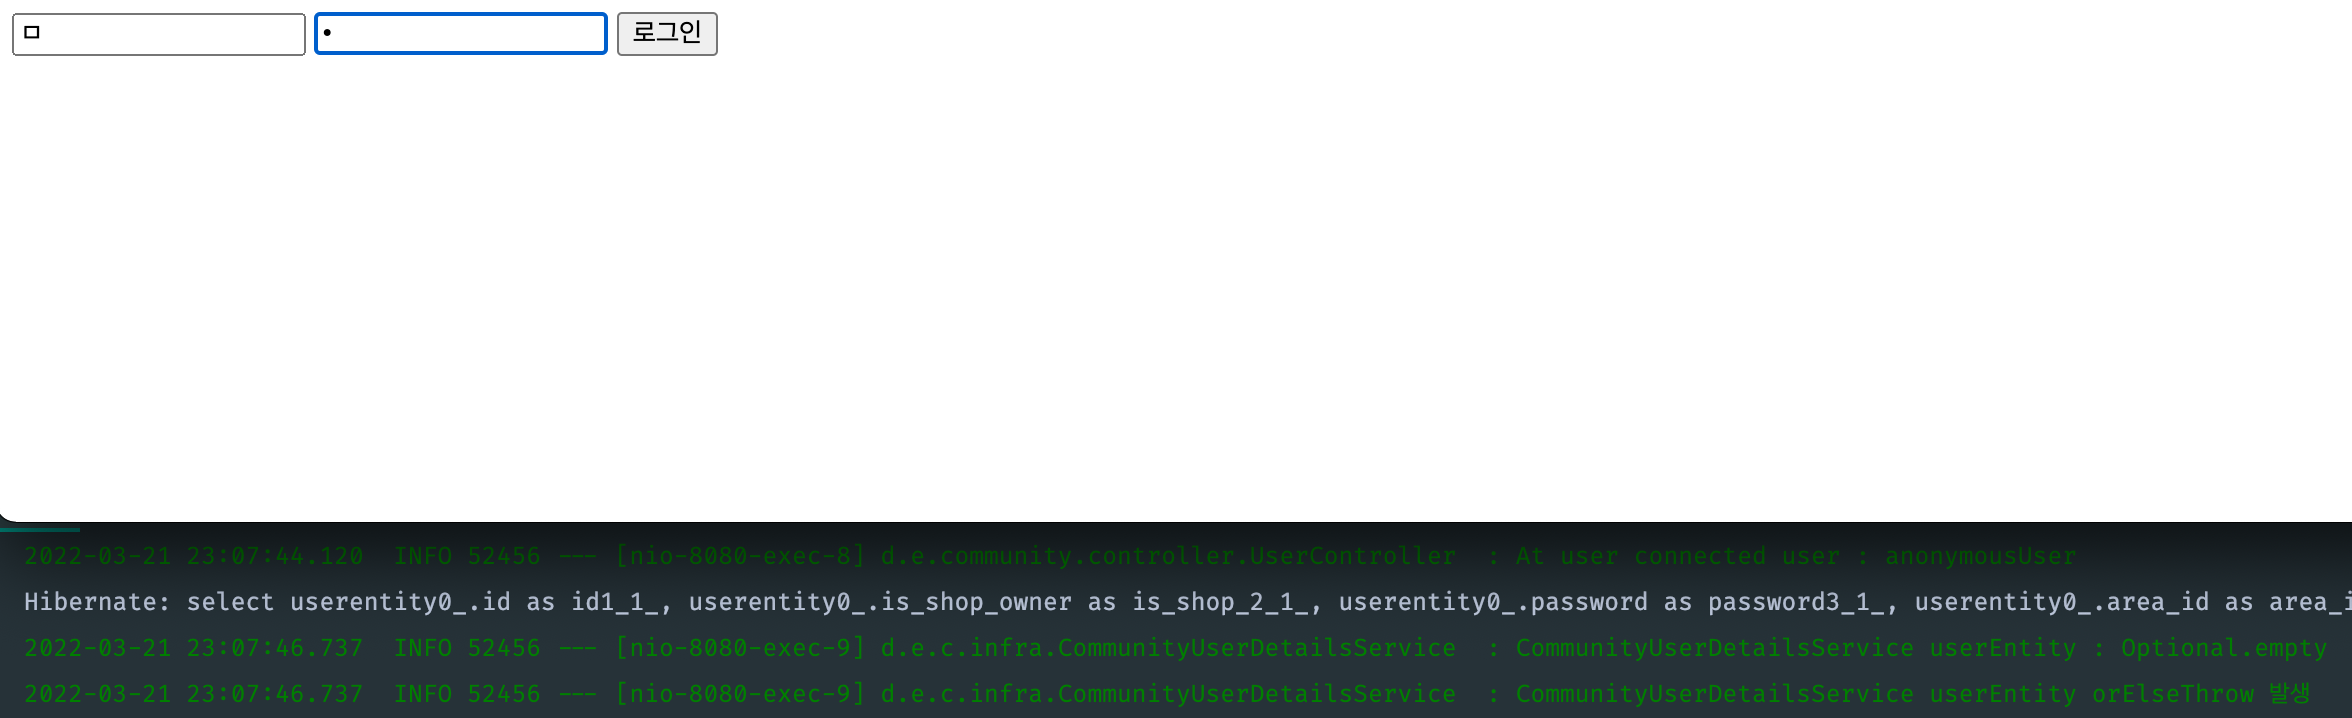 ㅁ • 로그인
2022-03-21 23:07:44.120  INFO 52456 --- [nio-8080-exec-8] d.e.community.controller.UserController  : At user connected user : anonymousUser
Hibernate: select userentity0_.id as id1_1_, userentity0_.is_shop_owner as is_shop_2_1_, userentity0_.password as password3_1_, userentity0_.area_id as area_i
2022-03-21 23:07:46.737  INFO 52456 --- [nio-8080-exec-9] d.e.c.infra.CommunityUserDetailsService  : CommunityUserDetailsService userEntity : Optional.empty
2022-03-21 23:07:46.737  INFO 52456 --- [nio-8080-exec-9] d.e.c.infra.CommunityUserDetailsService  : CommunityUserDetailsService userEntity orElseThrow 발생